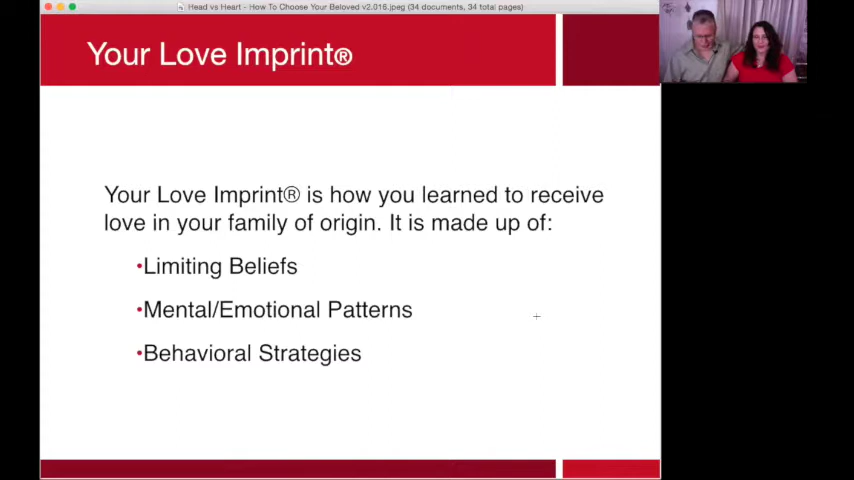 Head vs Heart - How To Choose Your Beloved v2.016.jpeg (34 documents, 34 total pages)
Your Love Imprint®
Your Love Imprint® is how you learned to receive
love in your family of origin. It is made up of:
•Limiting Beliefs
•Mental/Emotional Patterns
•Behavioral Strategies